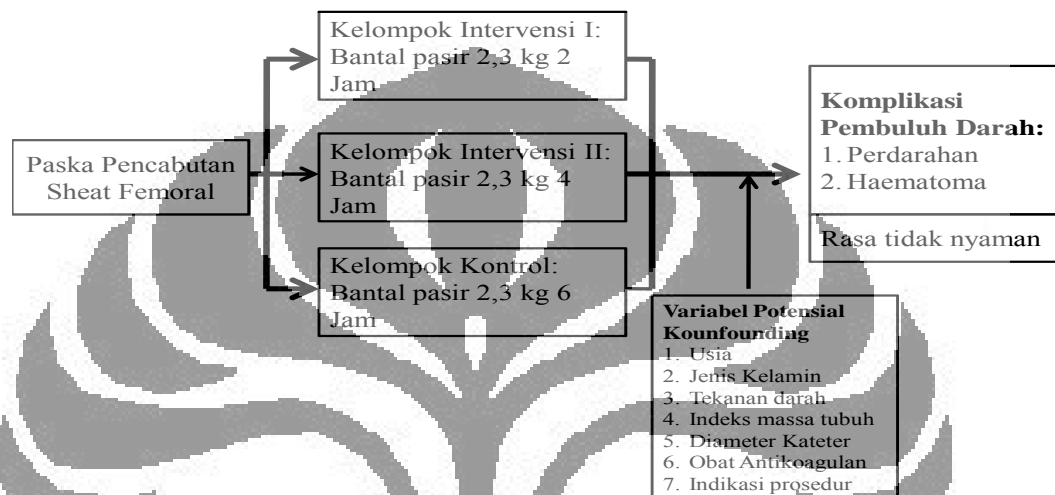 Kelompok Intervensi I:
Bantal pasir 2,3 kg 2
Jam
Paska Pencabutan
Sheat Femoral
Kelompok Intervensi II:
Bantal pasir 2,3 kg 4
Jam
Kelompok Kontrol:
Bantal pasir 2,3 kg 6
Jam
Komplikasi
Pembuluh Darah:
1. Perdarahan
2. Haematoma
Rasa tidak nyaman
Variabel Potensial
Kounfounding
1. Usia
2. Jenis Kelamin
3. Tekanan darah
4. Indeks massa tubuh
5. Diameter Kateter
6. Obat Antikoagulan
7. Indikasi prosedur